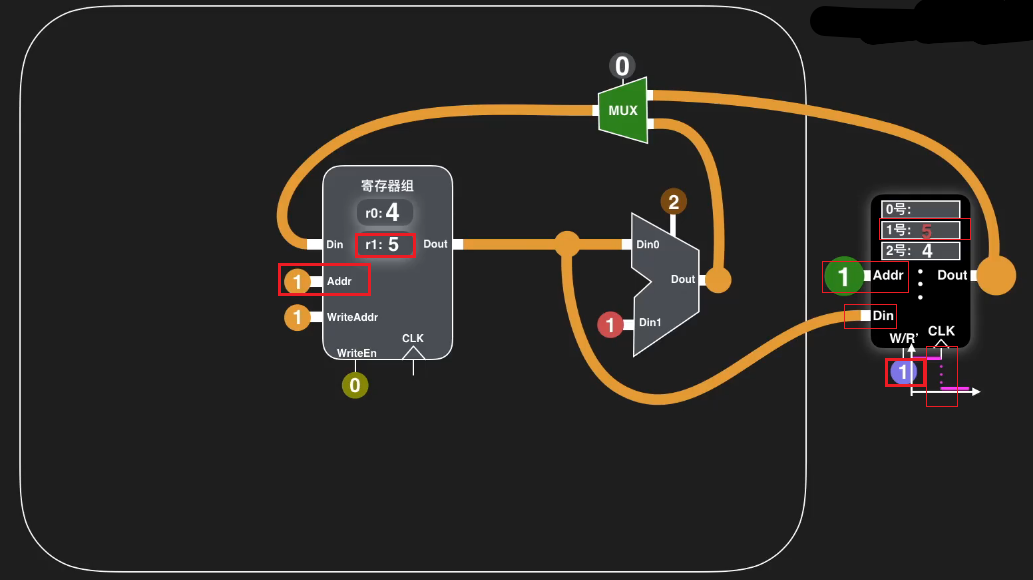 0
MUX
寄存器组
r0: 4
r1: 5
Din
Dout
1 Addr
1 WriteAddr
WriteEn
CLK
0
2
Din0
Dout
1 Din1
0号:
1号: 5
2号: 4
1 Addr
Dout
Din
W/R'
CLK
1